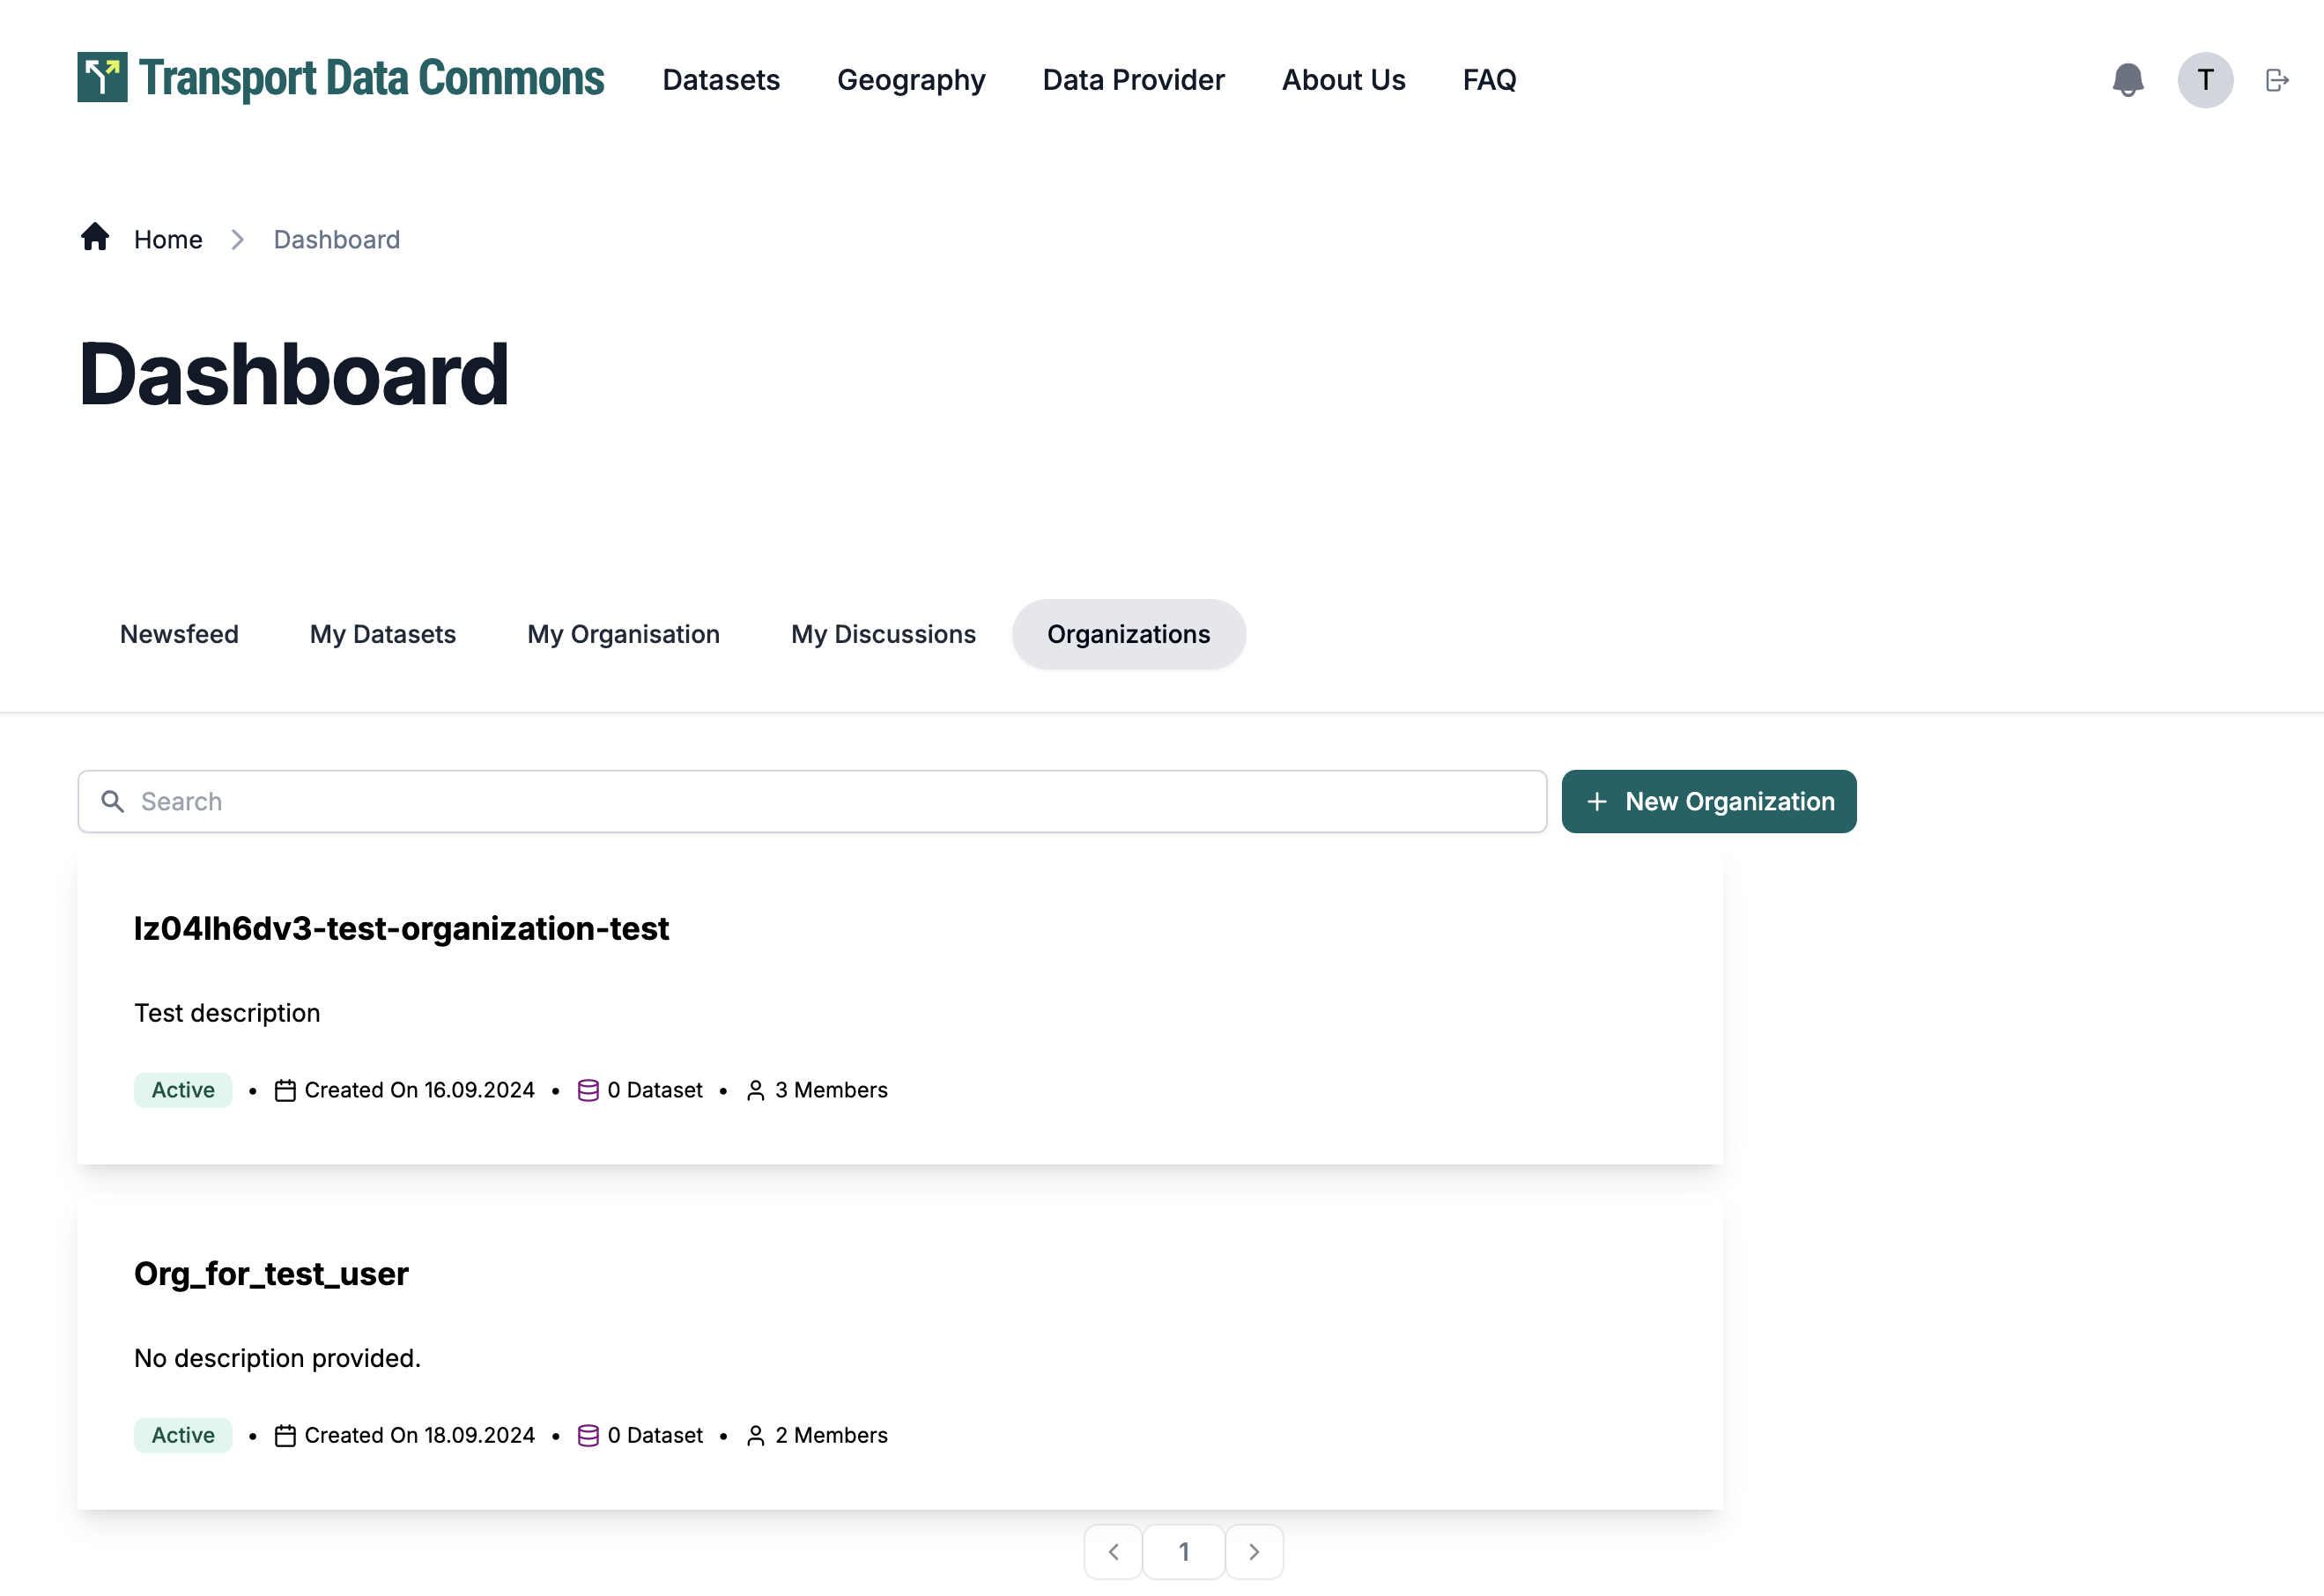 Transport Data Commons Datasets Geography Data Provider About Us FAQ T
Home Dashboard
Dashboard
Newsfeed My Datasets My Organisation My Discussions Organizations
Search + New Organization
lz04lh6dv3-test-organization-test
Test description
Active • Created On 16.09.2024 • 0 Dataset • 3 Members
Org_for_test_user
No description provided.
Active • Created On 18.09.2024 • 0 Dataset • 2 Members
1